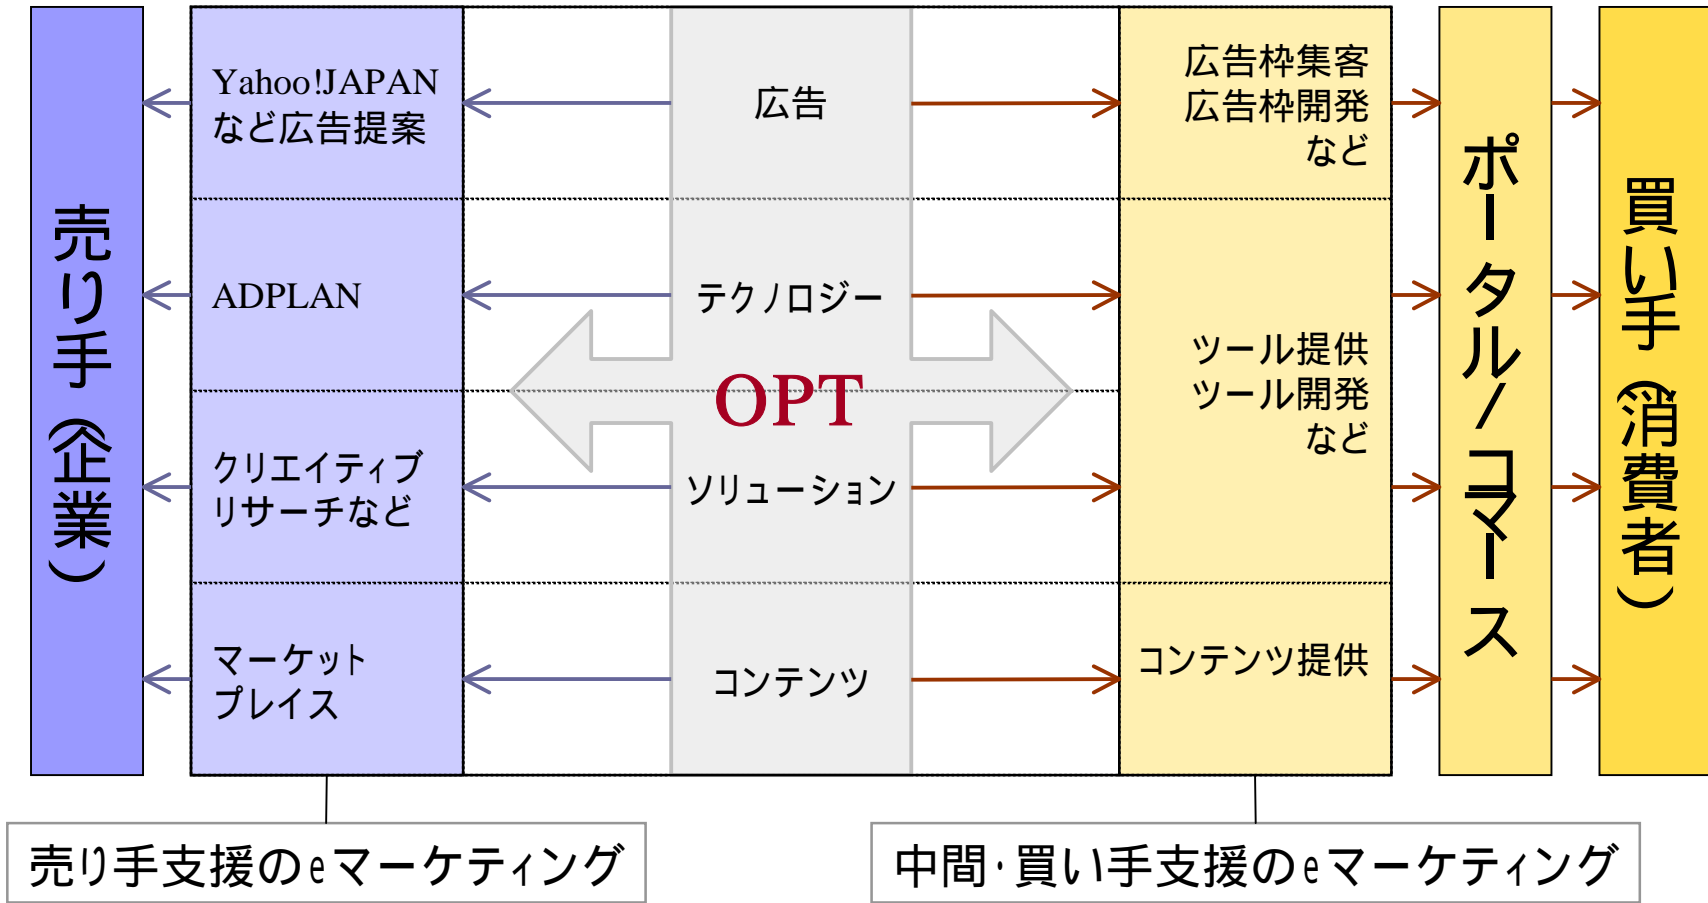 売り手(企業)
Yahoo!JAPAN
など広告提案
広告
広告枠集客
広告枠開発
など
ADPLAN
テクノロジー
ツール提供
ツール開発
など
OPT
クリエイティブ
リサーチなど
ソリューション
マーケット
プレイス
コンテンツ
コンテンツ提供
ポータル/コマース
買い手(消費者)
売り手支援のeマーケティング
中間・買い手支援のeマーケティング